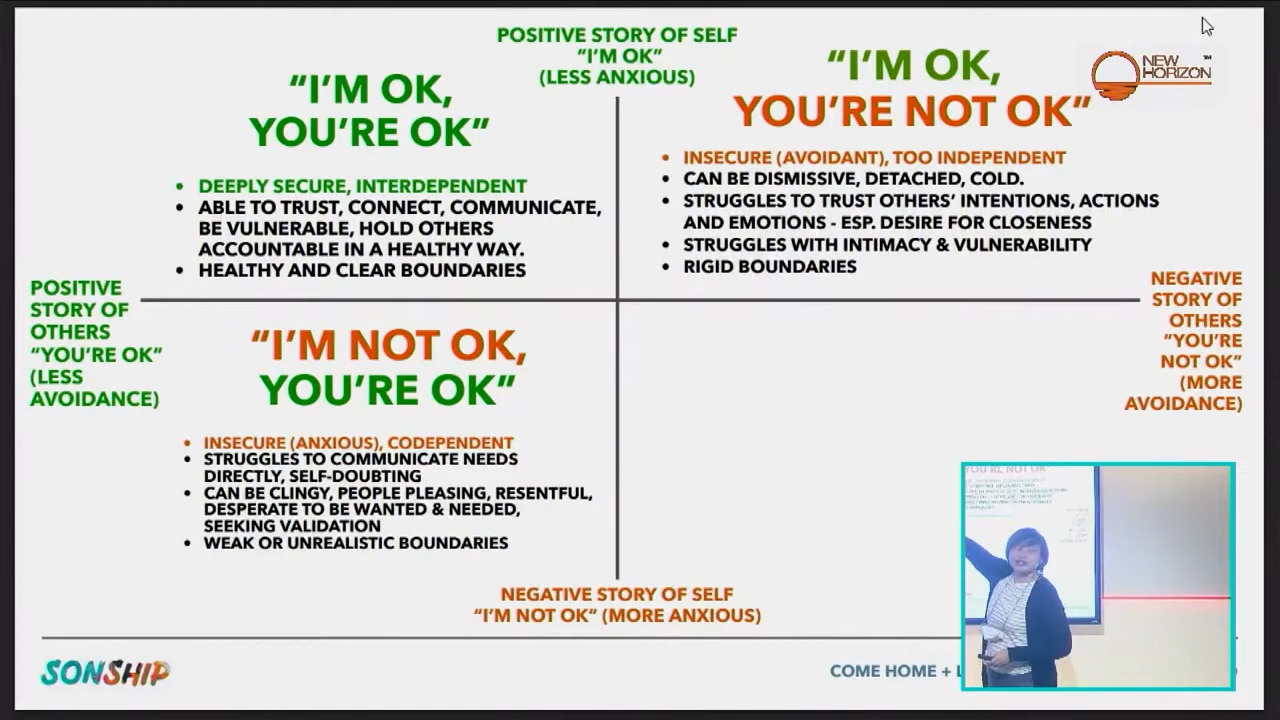 POSITIVE STORY OF SELF
“I’M OK”
(LESS ANXIOUS)
“I’M OK,
YOU’RE OK”
• DEEPLY SECURE, INTERDEPENDENT
• ABLE TO TRUST, CONNECT, COMMUNICATE,
BE VULNERABLE, HOLD OTHERS
ACCOUNTABLE IN A HEALTHY WAY.
• HEALTHY AND CLEAR BOUNDARIES
“I’M OK,
YOU’RE NOT OK”
NEW
HORIZON™
• INSECURE (AVOIDANT), TOO INDEPENDENT
• CAN BE DISMISSIVE, DETACHED, COLD.
• STRUGGLES TO TRUST OTHERS’ INTENTIONS, ACTIONS
AND EMOTIONS - ESP. DESIRE FOR CLOSENESS
• STRUGGLES WITH INTIMACY & VULNERABILITY
• RIGID BOUNDARIES
POSITIVE
STORY OF
OTHERS
“YOU’RE OK”
(LESS
AVOIDANCE)
NEGATIVE
STORY OF
OTHERS
“YOU’RE
NOT OK”
(MORE
AVOIDANCE)
“I’M NOT OK,
YOU’RE OK”
• INSECURE (ANXIOUS), CODEPENDENT
• STRUGGLES TO COMMUNICATE NEEDS
DIRECTLY, SELF-DOUBTING
• CAN BE CLINGY, PEOPLE PLEASING, RESENTFUL,
DESPERATE TO BE WANTED & NEEDED,
SEEKING VALIDATION
• WEAK OR UNREALISTIC BOUNDARIES
NEGATIVE STORY OF SELF
“I’M NOT OK“ (MORE ANXIOUS)
SONSHIP
COME HOME +
YOU'RE NOT OK"